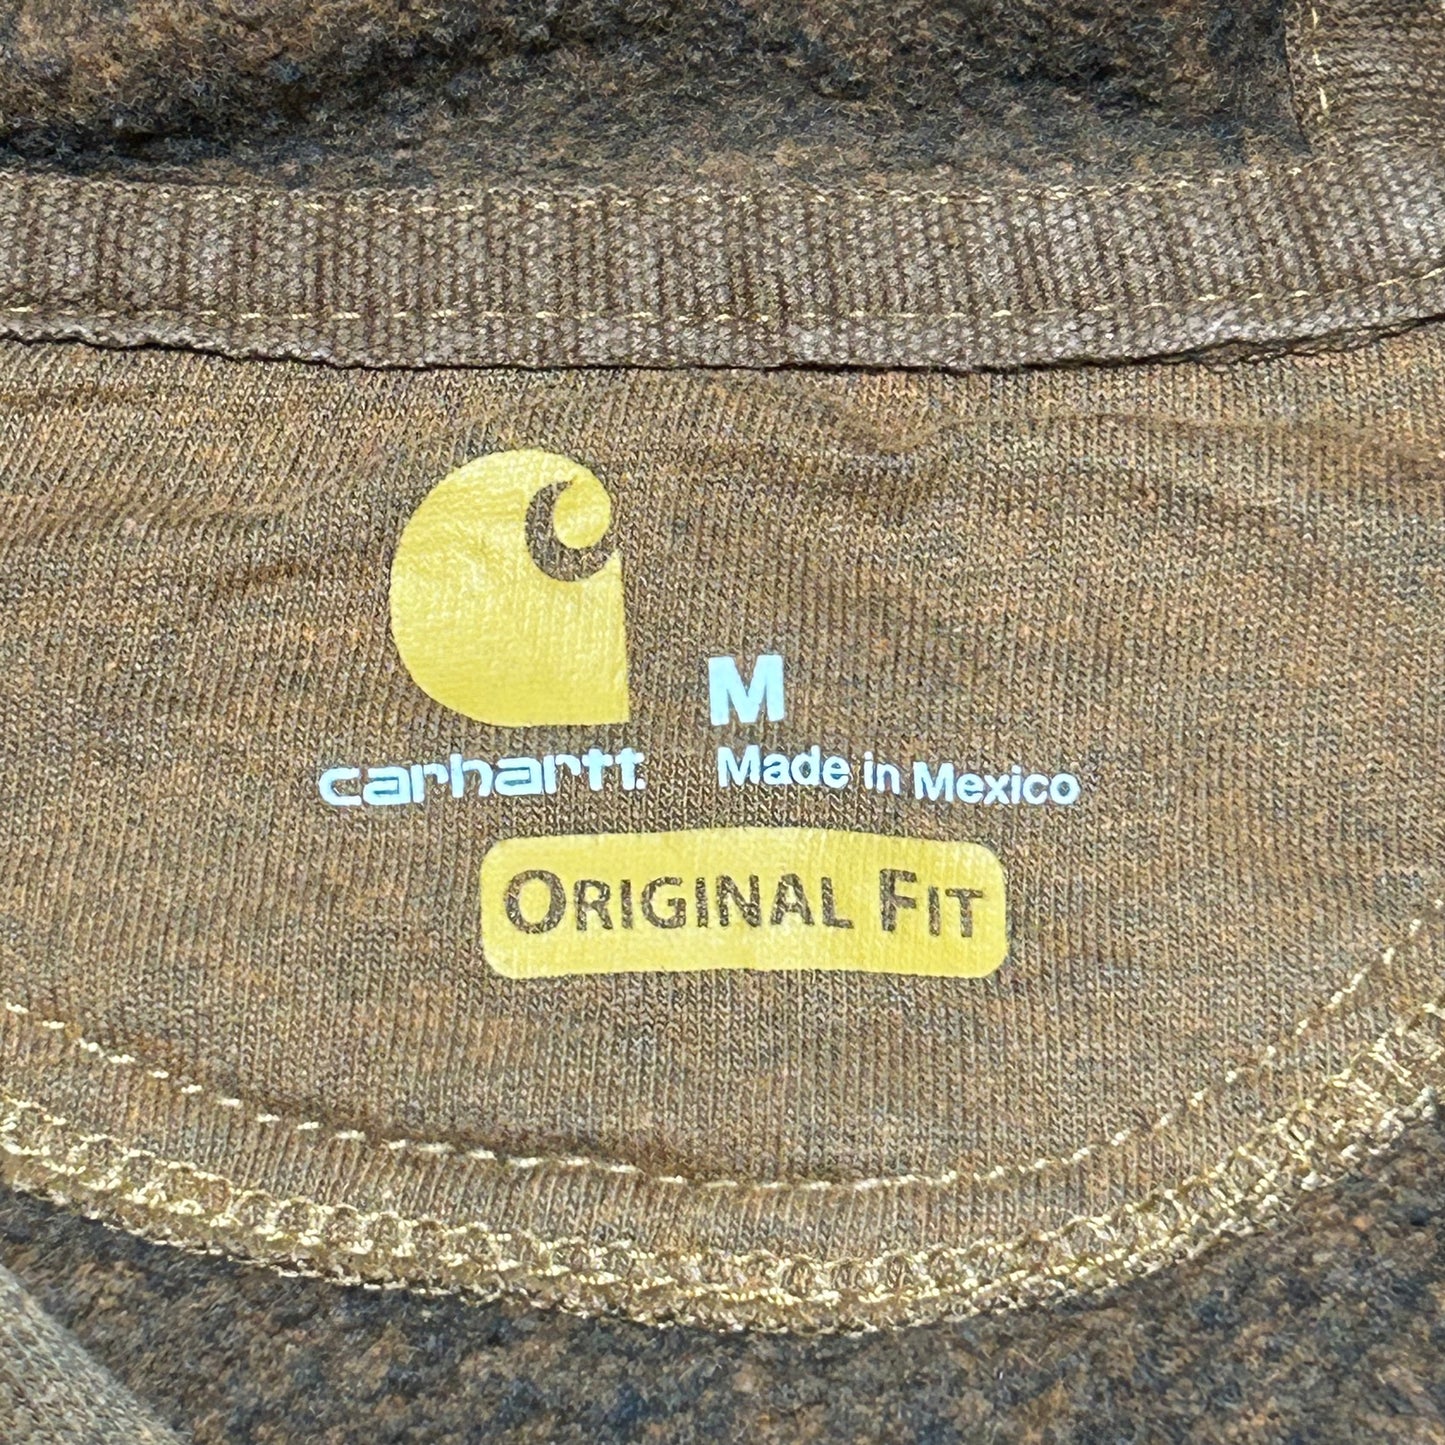 M
carhartt.
Made in Mexico
ORIGINAL FIT